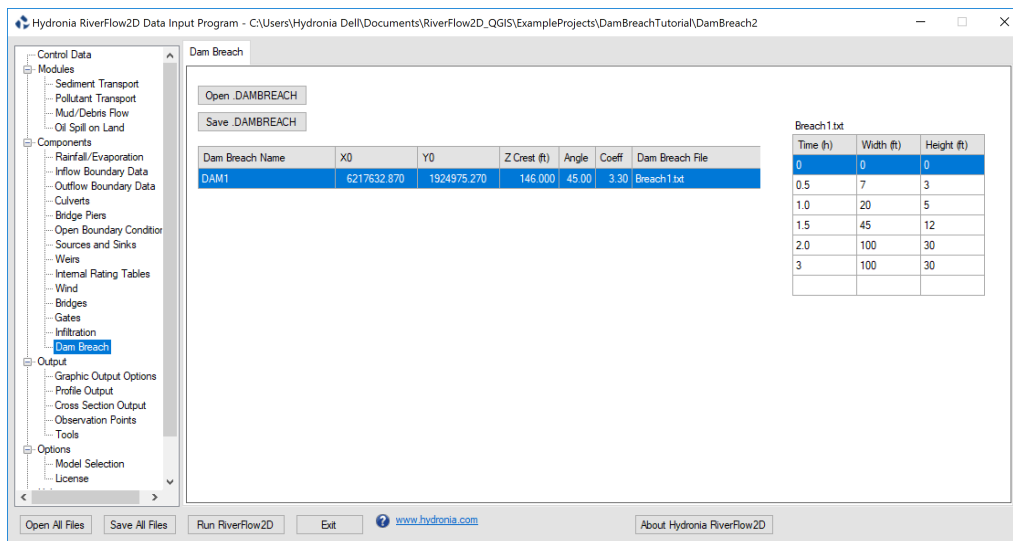 Hydronia RiverFlow2D Data Input Program - C:\Users\Hydronia Dell\Documents\RiverFlow2D_QGIS\ExampleProjects\DamBreachTutorial\DamBreach2
Control Data
Modules
Sediment Transport
Pollutant Transport
Mud/Debris Flow
Oil Spill on Land
Components
Rainfall/Evaporation
Inflow Boundary Data
Outflow Boundary Data
Culverts
Bridge Piers
Open Boundary Condition
Sources and Sinks
Weirs
Internal Rating Tables
Wind
Bridges
Gates
Infiltration
Dam Breach
Output
Graphic Output Options
Profile Output
Cross Section Output
Observation Points
Tools
Options
Model Selection
License
Dam Breach
Open .DAMBREACH
Save .DAMBREACH
Dam Breach Name X0 Y0 Z Crest (ft) Angle Coeff Dam Breach File
DAM1 6217632.870 1924975.270 146.000 45.00 3.30 Breach1.txt
Breach1.txt
Time (h) Width (ft) Height (ft)
0 0 0
0.5 7 3
1.0 20 5
1.5 45 12
2.0 100 30
3 100 30
Open All Files Save All Files Run RiverFlow2D Exit www.hydronia.com About Hydronia RiverFlow2D